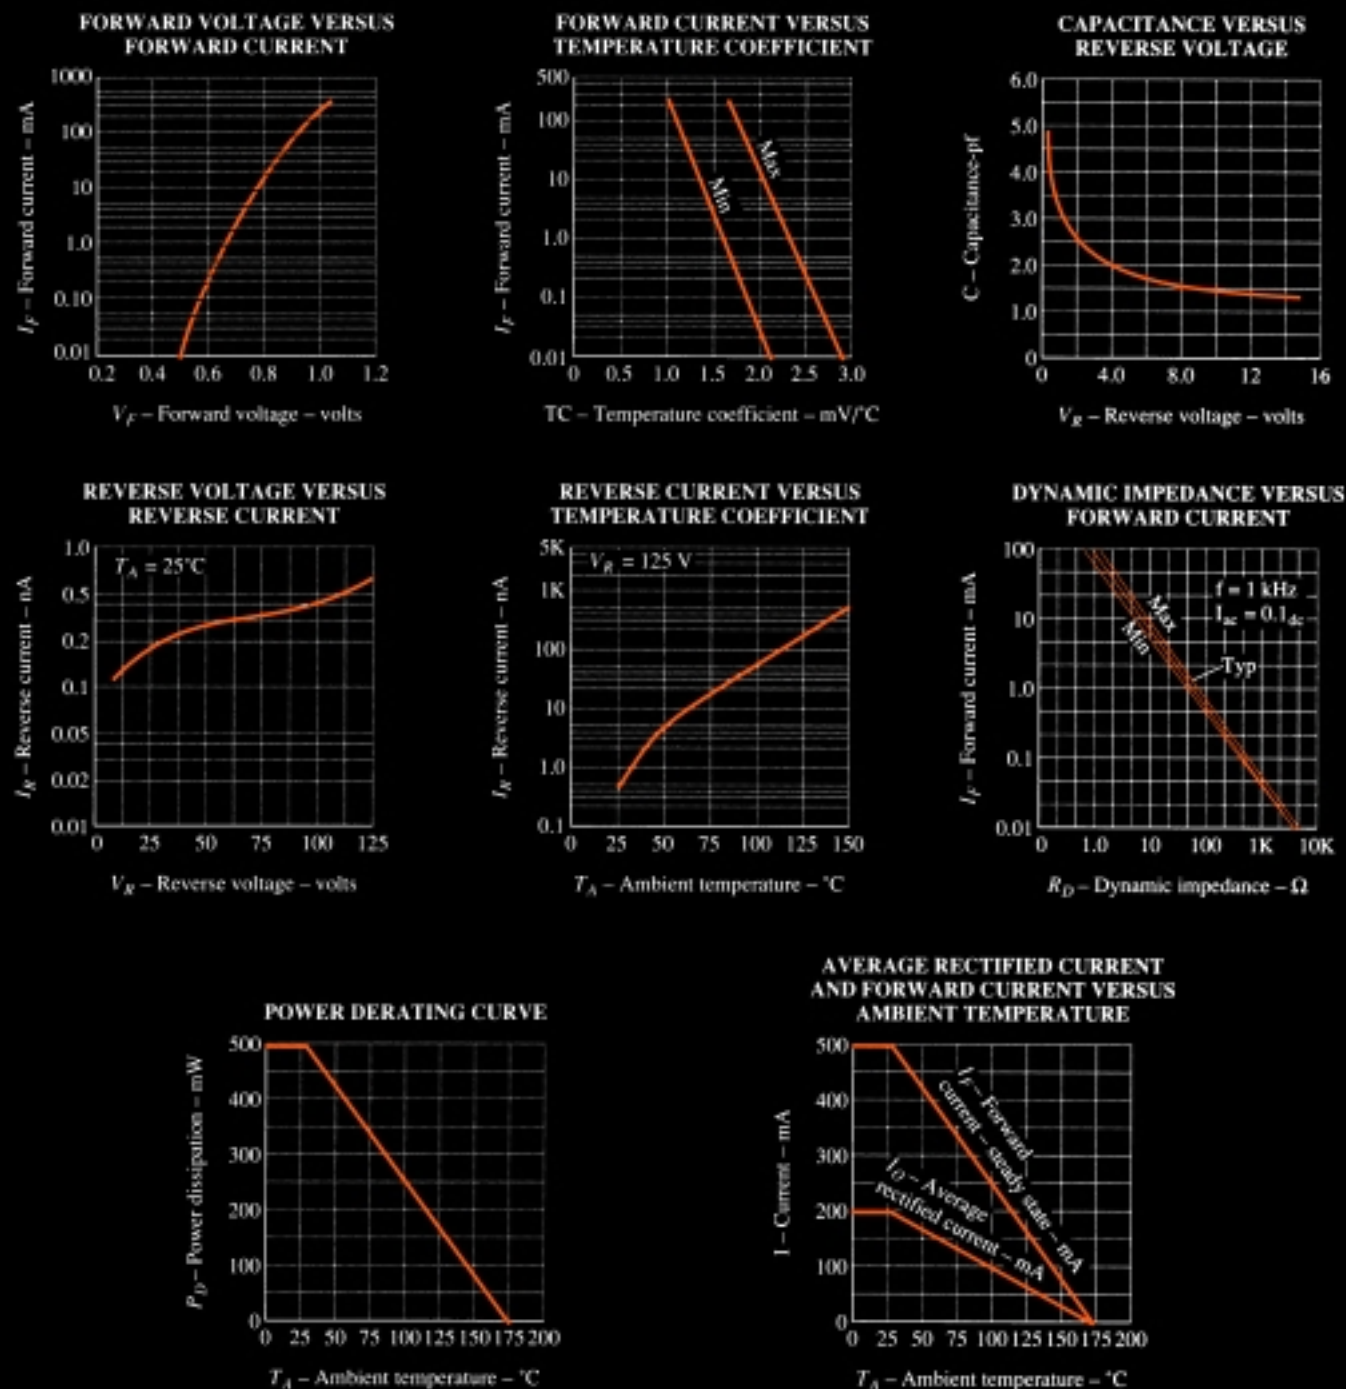 FORWARD VOLTAGE VERSUS
FORWARD CURRENT
I_F – Forward current – mA
1000
100
10
1.0
0.10
0.01
0.2 0.4 0.6 0.8 1.0 1.2
V_F – Forward voltage – volts
FORWARD CURRENT VERSUS
TEMPERATURE COEFFICIENT
I_F – Forward current – mA
500
100
10
1.0
0.1
0.01
Min
Max
0 0.5 1.0 1.5 2.0 2.5 3.0
TC – Temperature coefficient – mV/°C
CAPACITANCE VERSUS
REVERSE VOLTAGE
C – Capacitance-pf
6.0
5.0
4.0
3.0
2.0
1.0
0
0 4.0 8.0 12 16
V_R – Reverse voltage – volts
REVERSE VOLTAGE VERSUS
REVERSE CURRENT
T_A = 25°C
I_R – Reverse current – nA
1.0
0.5
0.2
0.1
0.05
0.02
0.01
0 25 50 75 100 125
V_R – Reverse voltage – volts
REVERSE CURRENT VERSUS
TEMPERATURE COEFFICIENT
V_R = 125 V
I_R – Reverse current – nA
5K
1K
100
10
1.0
0.1
0 25 50 75 100 125 150
T_A – Ambient temperature – °C
DYNAMIC IMPEDANCE VERSUS
FORWARD CURRENT
I_F – Forward current – mA
100
10
1.0
0.1
0.01
f = 1 kHz
I_ac = 0.1_dc
Max
Min
Typ
0 1.0 10 100 1K 10K
R_D – Dynamic impedance – Ω
POWER DERATING CURVE
P_D – Power dissipation – mW
500
400
300
200
100
0
0 25 50 75 100 125 150 175 200
T_A – Ambient temperature – °C
AVERAGE RECTIFIED CURRENT
AND FORWARD CURRENT VERSUS
AMBIENT TEMPERATURE
I – Current – mA
500
400
300
200
100
0
I_F – Forward
current – steady state – mA
I_O – Average
rectified current – mA
0 25 50 75 100 125 150 175 200
T_A – Ambient temperature – °C